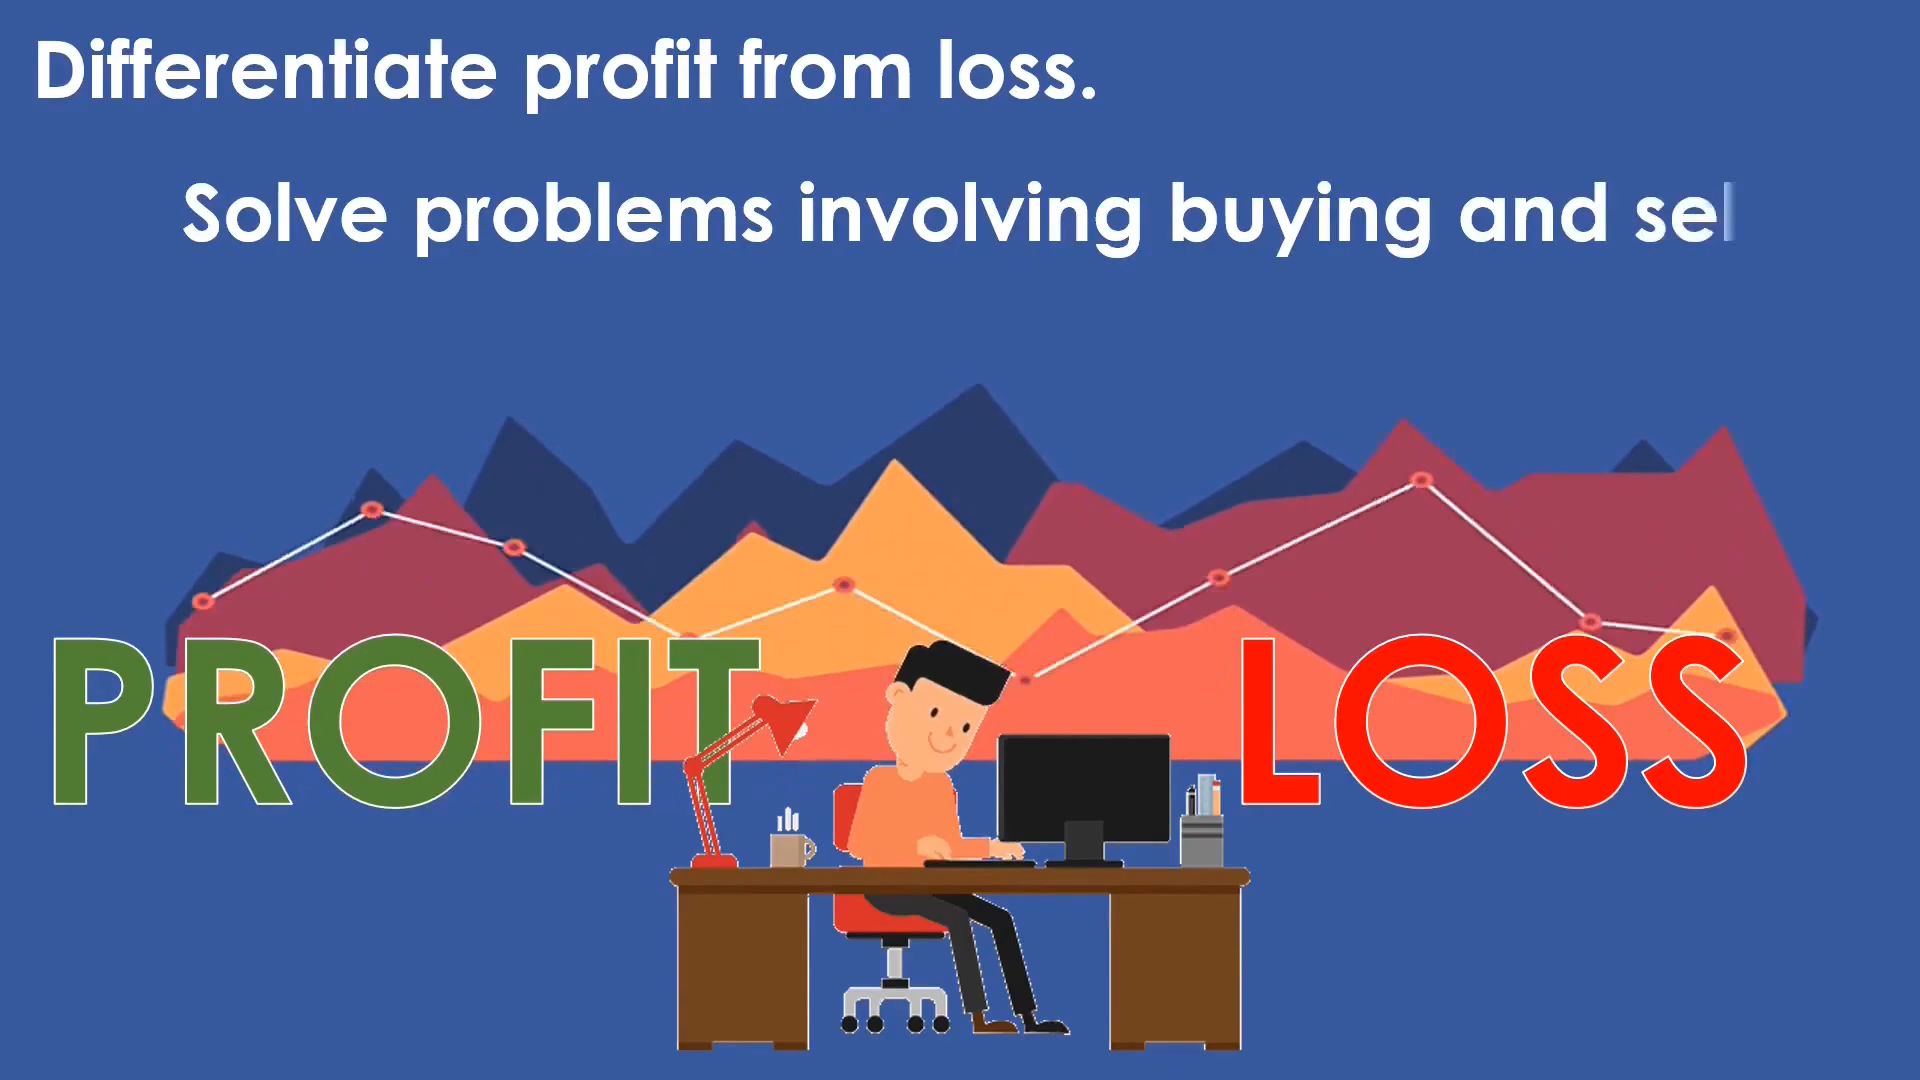 Differentiate profit from loss.
Solve problems involving buying and sel
PROFIT
LOSS